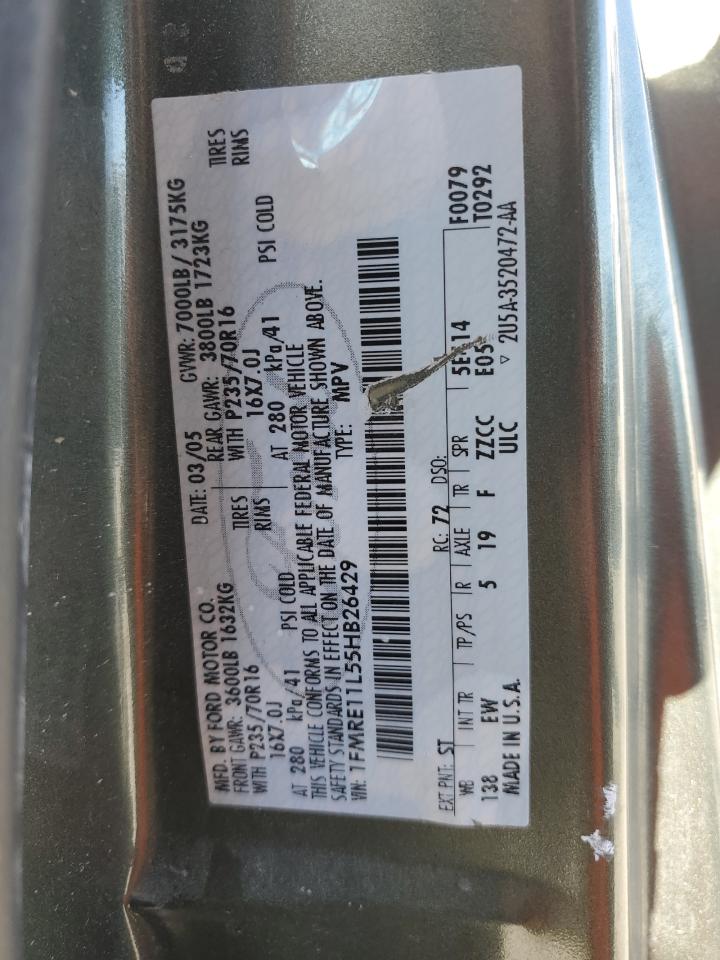 MFD. BY FORD MOTOR CO. DATE: 03/05 GVWR: 7000LB / 3175KG
FRONT GAWR: 3600LB 1632KG REAR GAWR: 3800LB 1723KG
WITH P235/70R16 TIRES WITH P235/70R16 TIRES
16X7.0J RIMS 16X7.0J RIMS
AT 280 kPa/41 PSI COLD AT 280 kPa/41 PSI COLD
THIS VEHICLE CONFORMS TO ALL APPLICABLE FEDERAL MOTOR VEHICLE
SAFETY STANDARDS IN EFFECT ON THE DATE OF MANUFACTURE SHOWN ABOVE.
VIN: 1FMRE11L55HB26429 TYPE: MPV
F0079
T0292
EXT PNT: ST RC: 72 DSO:
WB INT TR TP/PS R AXLE TR SPR
138 EW 5 19 F ZZCC
MADE IN U.S.A. ULC ▽ 2U5A-3520472-AA